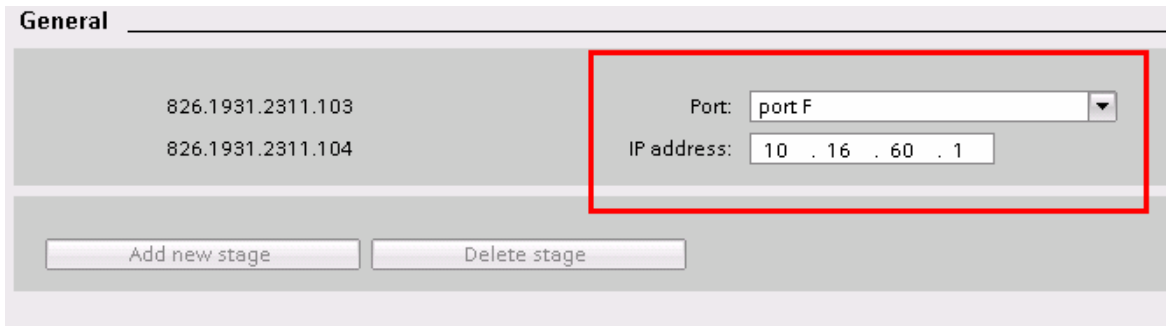 General
826.1931.2311.103 Port: port F
826.1931.2311.104 IP address: 10 . 16 . 60 . 1
Add new stage Delete stage